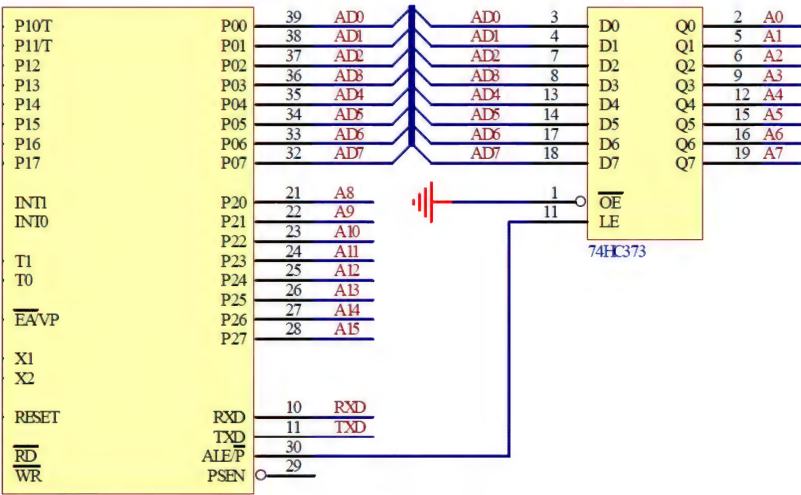 P10/T P00 39 AD0 AD0 3 D0 Q0 2 A0
P11/T P01 38 AD1 AD1 4 D1 Q1 5 A1
P12 P02 37 AD2 AD2 7 D2 Q2 6 A2
P13 P03 36 AD3 AD3 8 D3 Q3 9 A3
P14 P04 35 AD4 AD4 13 D4 Q4 12 A4
P15 P05 34 AD5 AD5 14 D5 Q5 15 A5
P16 P06 33 AD6 AD6 17 D6 Q6 16 A6
P17 P07 32 AD7 AD7 18 D7 Q7 19 A7
INT1 P20 21 A8 1 OE
INT0 P21 22 A9 11 LE
P22 23 A10
T1 P23 24 A11 74HC373
T0 P24 25 A12
P25 26 A13
EA/VP P26 27 A14
P27 28 A15
X1
X2
RESET RXD 10 RXD
TXD 11 TXD
RD ALE/P 30
WR PSEN 29